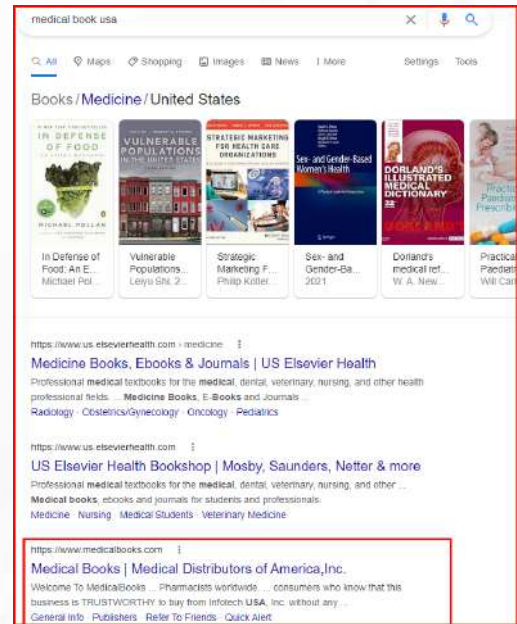 medical book usa
All Maps Shopping Images News More Settings Tools
Books / Medicine / United States
IN DEFENSE
OF FOOD
MICHAEL POLLAN
VULNERABLE
POPULATIONS
IN THE UNITED STATES
STRATEGIC MARKETING
FOR HEALTH CARE
ORGANIZATIONS
Sex- and Gender-Based
Women's Health
DORLAND'S
ILLUSTRATED
MEDICAL
DICTIONARY
Practical
Paediatric
Prescribing
In Defense of
Food: An E...
Michael Pol...
Vulnerable
Populations...
Leiyu Shi, 2...
Strategic
Marketing F...
Philip Kotler...
Sex- and
Gender-Ba...
2021
Dorland's
medical ref...
W. A. New...
Practical
Paediatri
Will Carr
https://www.us.elsevierhealth.com › medicine
Medicine Books, Ebooks & Journals | US Elsevier Health
Professional medical textbooks for the medical, dental, veterinary, nursing, and other health
professional fields. ... Medicine Books, E-Books and Journals ...
Radiology · Obstetrics/Gynecology · Oncology · Pediatrics
https://www.us.elsevierhealth.com
US Elsevier Health Bookshop | Mosby, Saunders, Netter & more
Professional medical textbooks for the medical, dental, veterinary, nursing, and other ...
Medical books, ebooks and journals for students and professionals.
Medicine · Nursing · Medical Students · Veterinary Medicine
https://www.medicalbooks.com
Medical Books | Medical Distributors of America,Inc.
Welcome To MedicalBooks ... Pharmacists worldwide. ... consumers who know that this
business is TRUSTWORTHY to buy from Infotech USA, Inc. without any ...
General Info · Publishers · Refer To Friends · Quick Alert